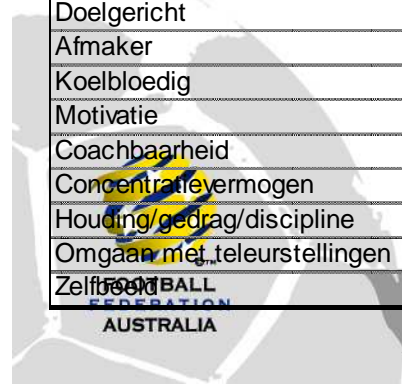 Doelgericht
Afmaker
Koelbloedig
Motivatie
Coachbaarheid
Concentratievermogen
Houding/gedrag/discipline
Omgaan met teleurstellingen
Zelfbeeld
FOOTBALL
FEDERATION
AUSTRALIA